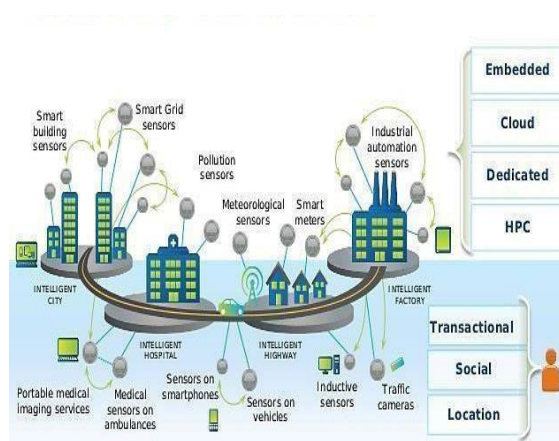 Smart
building
sensors
Smart Grid
sensors
Pollution
sensors
Meteorological
sensors
Smart
meters
Industrial
automation
sensors
Embedded
Cloud
Dedicated
HPC
INTELLIGENT
CITY
INTELLIGENT
HOSPITAL
INTELLIGENT
HIGHWAY
INTELLIGENT
FACTORY
Portable medical
imaging services
Medical
sensors on
ambulances
Sensors on
smartphones
Sensors on
vehicles
Inductive
sensors
Traffic
cameras
Transactional
Social
Location